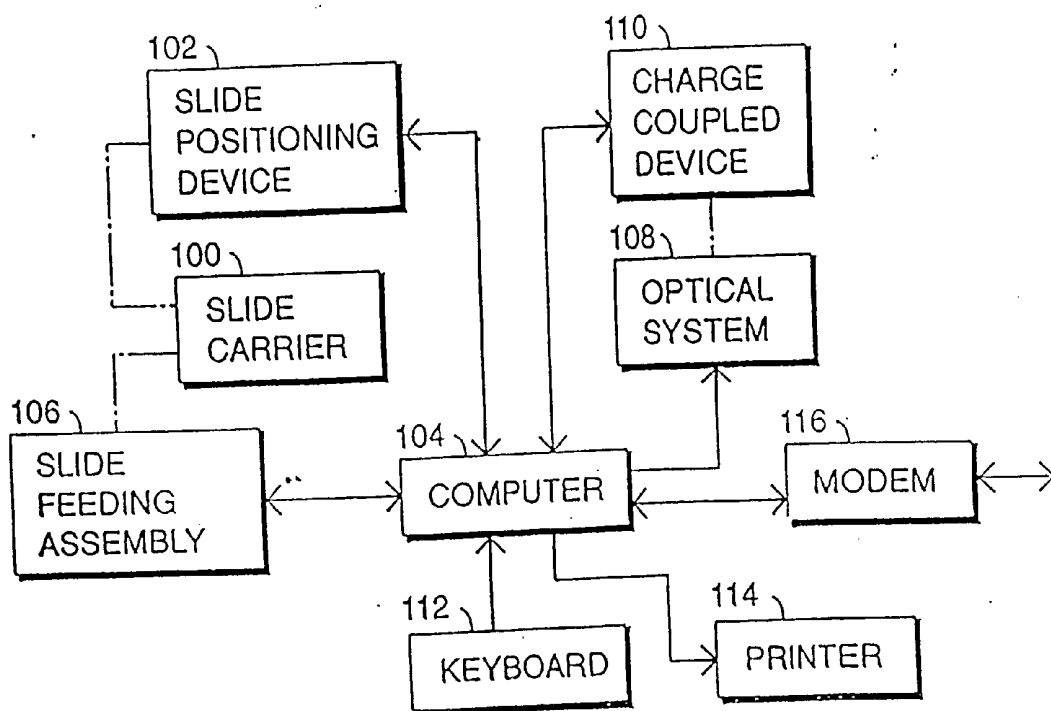 102
SLIDE
POSITIONING
DEVICE
110
CHARGE
COUPLED
DEVICE
100
SLIDE
CARRIER
108
OPTICAL
SYSTEM
106
SLIDE
FEEDING
ASSEMBLY
104
COMPUTER
116
MODEM
112
KEYBOARD
114
PRINTER